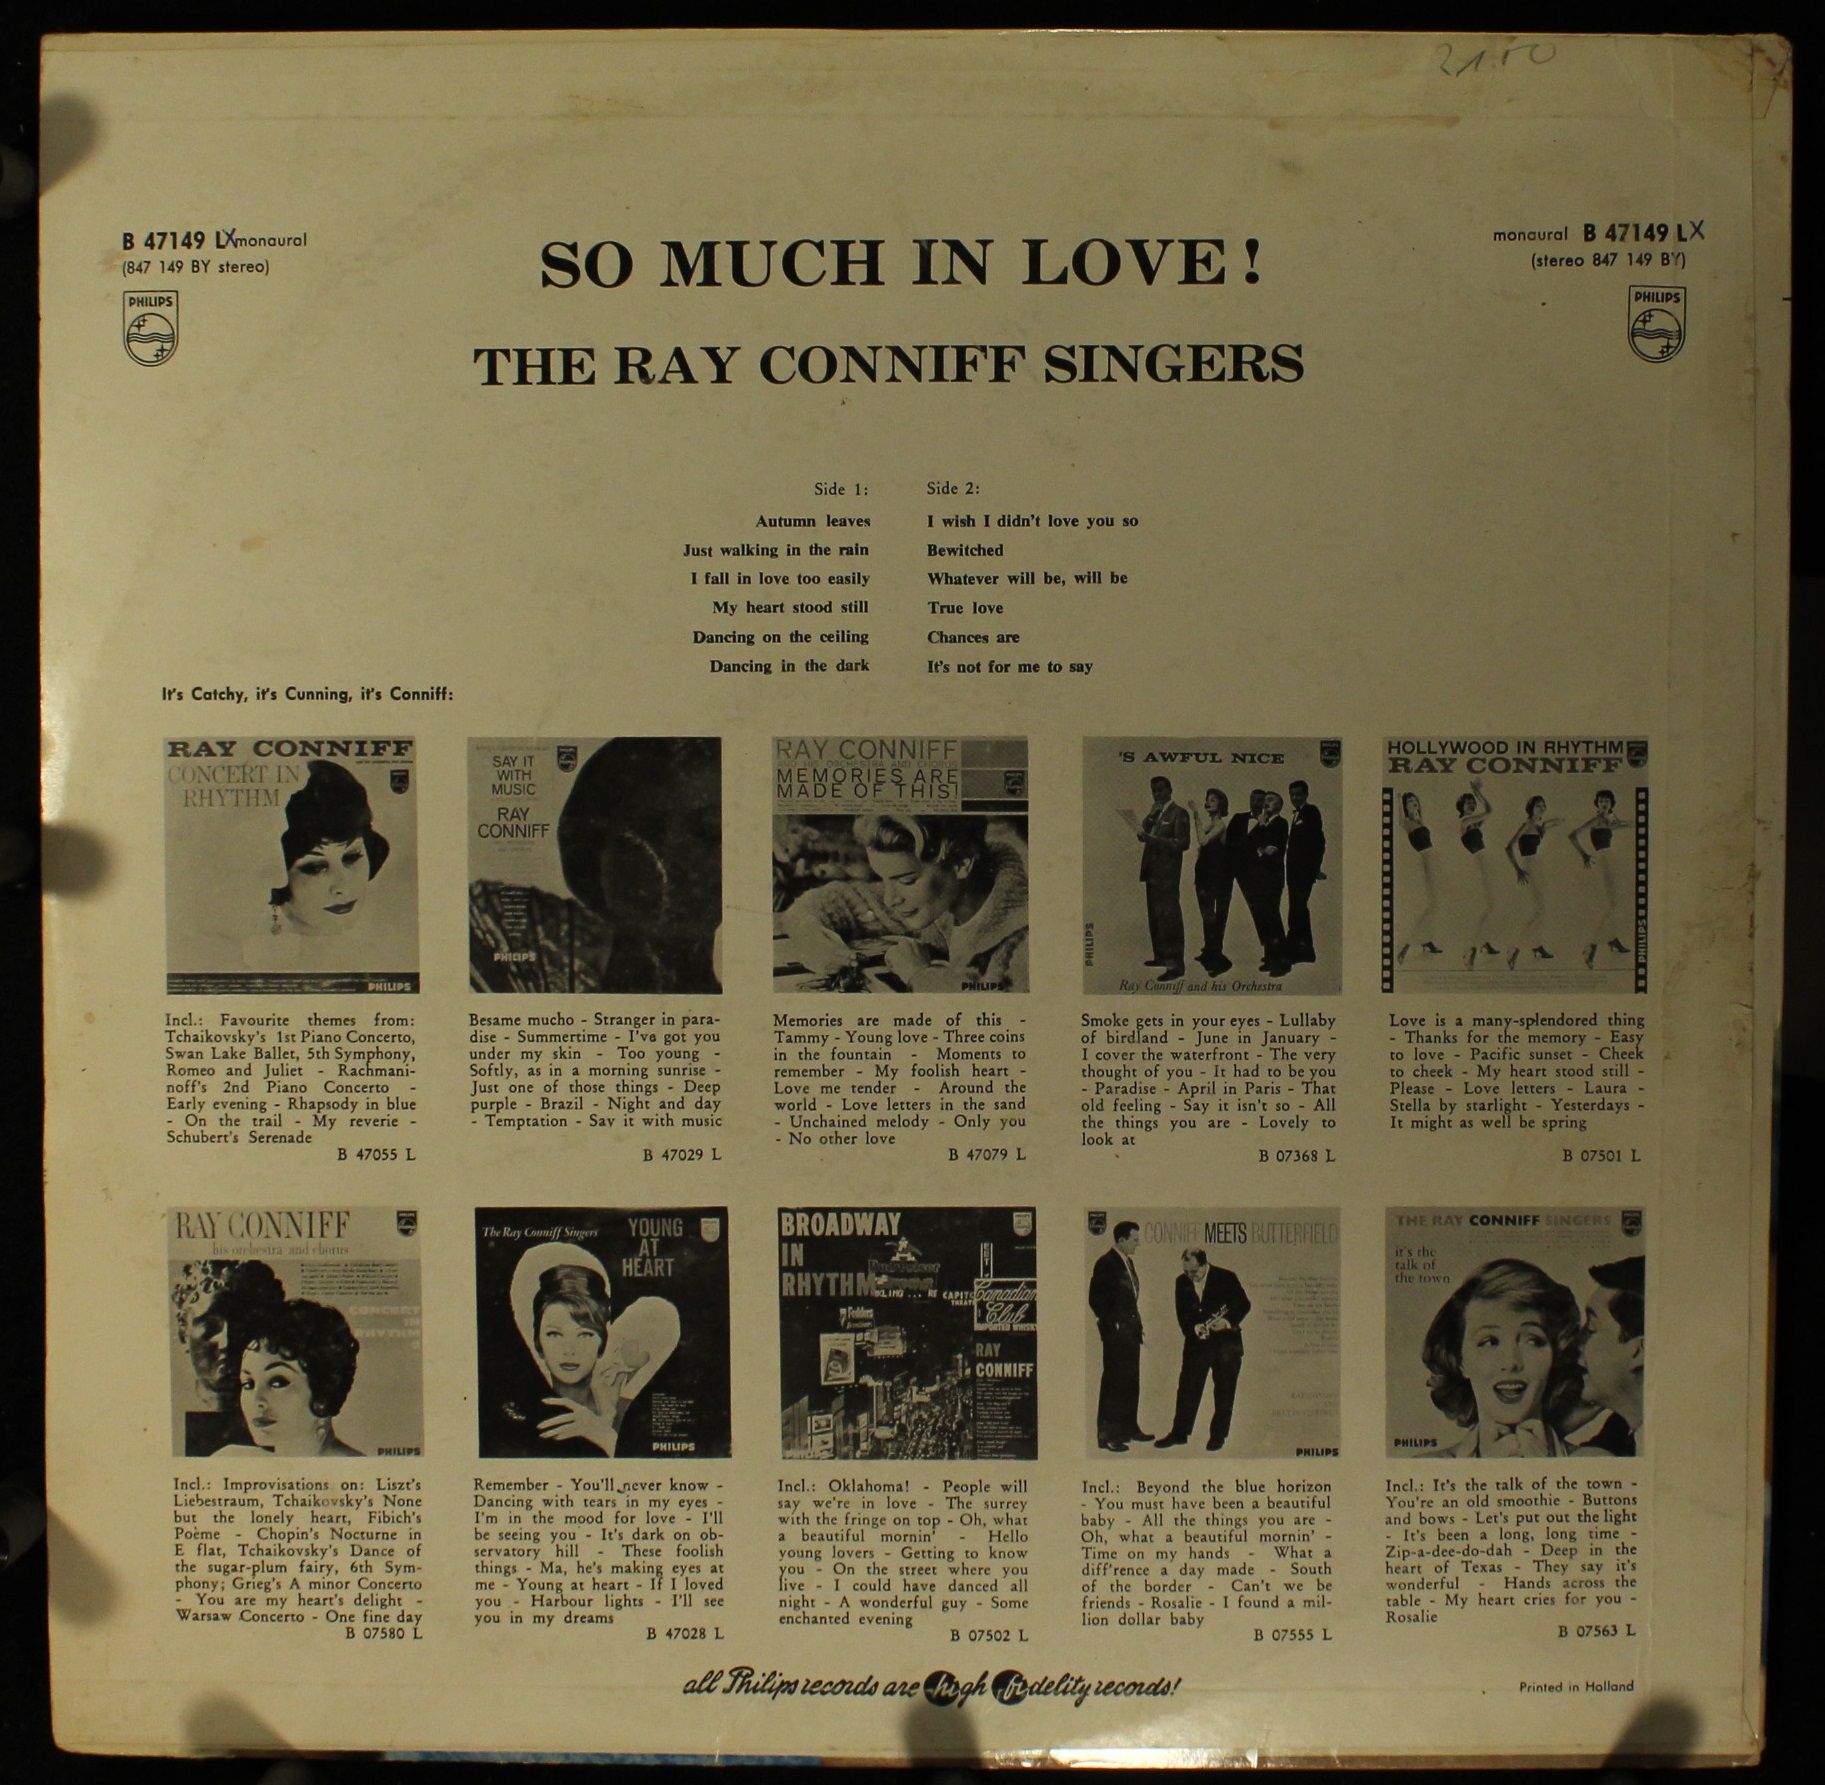 B 47149 LX monaural
(847 149 BY stereo)
PHILIPS
SO MUCH IN LOVE!
THE RAY CONNIFF SINGERS
monaural B 47149 LX
(stereo 847 149 BY)
PHILIPS
Side 1:
Autumn leaves
Just walking in the rain
I fall in love too easily
My heart stood still
Dancing on the ceiling
Dancing in the dark
Side 2:
I wish I didn't love you so
Bewitched
Whatever will be, will be
True love
Chances are
It's not for me to say
It's Catchy, it's Cunning, it's Conniff:
RAY CONNIFF
CONCERT IN
RHYTHM
PHILIPS
Incl.: Favourite themes from:
Tchaikovsky's 1st Piano Concerto,
Swan Lake Ballet, 5th Symphony,
Romeo and Juliet - Rachmani-
noff's 2nd Piano Concerto -
Early evening - Rhapsody in blue
- On the trail - My reverie -
Schubert's Serenade
B 47055 L
SAY IT
WITH
MUSIC
RAY
CONNIFF
PHILIPS
Besame mucho - Stranger in para-
dise - Summertime - I've got you
under my skin - Too young -
Softly, as in a morning sunrise -
Just one of those things - Deep
purple - Brazil - Night and day
- Temptation - Say it with music
B 47029 L
RAY CONNIFF
AND HIS ORCHESTRA AND CHORUS
MEMORIES ARE
MADE OF THIS!
PHILIPS
Memories are made of this -
Tammy - Young love - Three coins
in the fountain - Moments to
remember - My foolish heart -
Love me tender - Around the
world - Love letters in the sand
- Unchained melody - Only you
- No other love
B 47079 L
'S AWFUL NICE
PHILIPS
Ray Conniff and his Orchestra
Smoke gets in your eyes - Lullaby
of birdland - June in January -
I cover the waterfront - The very
thought of you - It had to be you
- Paradise - April in Paris - That
old feeling - Say it isn't so - All
the things you are - Lovely to
look at
B 07368 L
HOLLYWOOD IN RHYTHM
RAY CONNIFF
PHILIPS
Love is a many-splendored thing
- Thanks for the memory - Easy
to love - Pacific sunset - Cheek
to cheek - My heart stood still -
Please - Love letters - Laura -
Stella by starlight - Yesterdays -
It might as well be spring
B 07501 L
RAY CONNIFF
his orchestra and chorus
CONCERT
IN
RHYTHM
PHILIPS
Incl.: Improvisations on: Liszt's
Liebestraum, Tchaikovsky's None
but the lonely heart, Fibich's
Poème - Chopin's Nocturne in
E flat, Tchaikovsky's Dance of
the sugar-plum fairy, 6th Sym-
phony; Grieg's A minor Concerto
- You are my heart's delight -
Warsaw Concerto - One fine day
B 07580 L
The Ray Conniff Singers
YOUNG
AT
HEART
PHILIPS
Remember - You'll never know -
Dancing with tears in my eyes -
I'm in the mood for love - I'll
be seeing you - It's dark on ob-
servatory hill - These foolish
things - Ma, he's making eyes at
me - Young at heart - If I loved
you - Harbour lights - I'll see
you in my dreams
B 47028 L
BROADWAY
IN
RHYTHM
Canadian
Club
IMPORTED WHISKY
RAY
CONNIFF
Incl.: Oklahoma! - People will
say we're in love - The surrey
with the fringe on top - Oh, what
a beautiful mornin' - Hello
young lovers - Getting to know
you - On the street where you
live - I could have danced all
night - A wonderful guy - Some
enchanted evening
B 07502 L
CONNIFF MEETS BUTTERFIELD
PHILIPS
Incl.: Beyond the blue horizon
- You must have been a beautiful
baby - All the things you are -
Oh, what a beautiful mornin' -
Time on my hands - What a
diff'rence a day made - South
of the border - Can't we be
friends - Rosalie - I found a mil-
lion dollar baby
B 07555 L
THE RAY CONNIFF SINGERS
it's the
talk of
the town
PHILIPS
Incl.: It's the talk of the town -
You're an old smoothie - Buttons
and bows - Let's put out the light
- It's been a long, long time -
Zip-a-dee-do-dah - Deep in the
heart of Texas - They say it's
wonderful - Hands across the
table - My heart cries for you -
Rosalie
B 07563 L
all Philips records are high fidelity records!
Printed in Holland